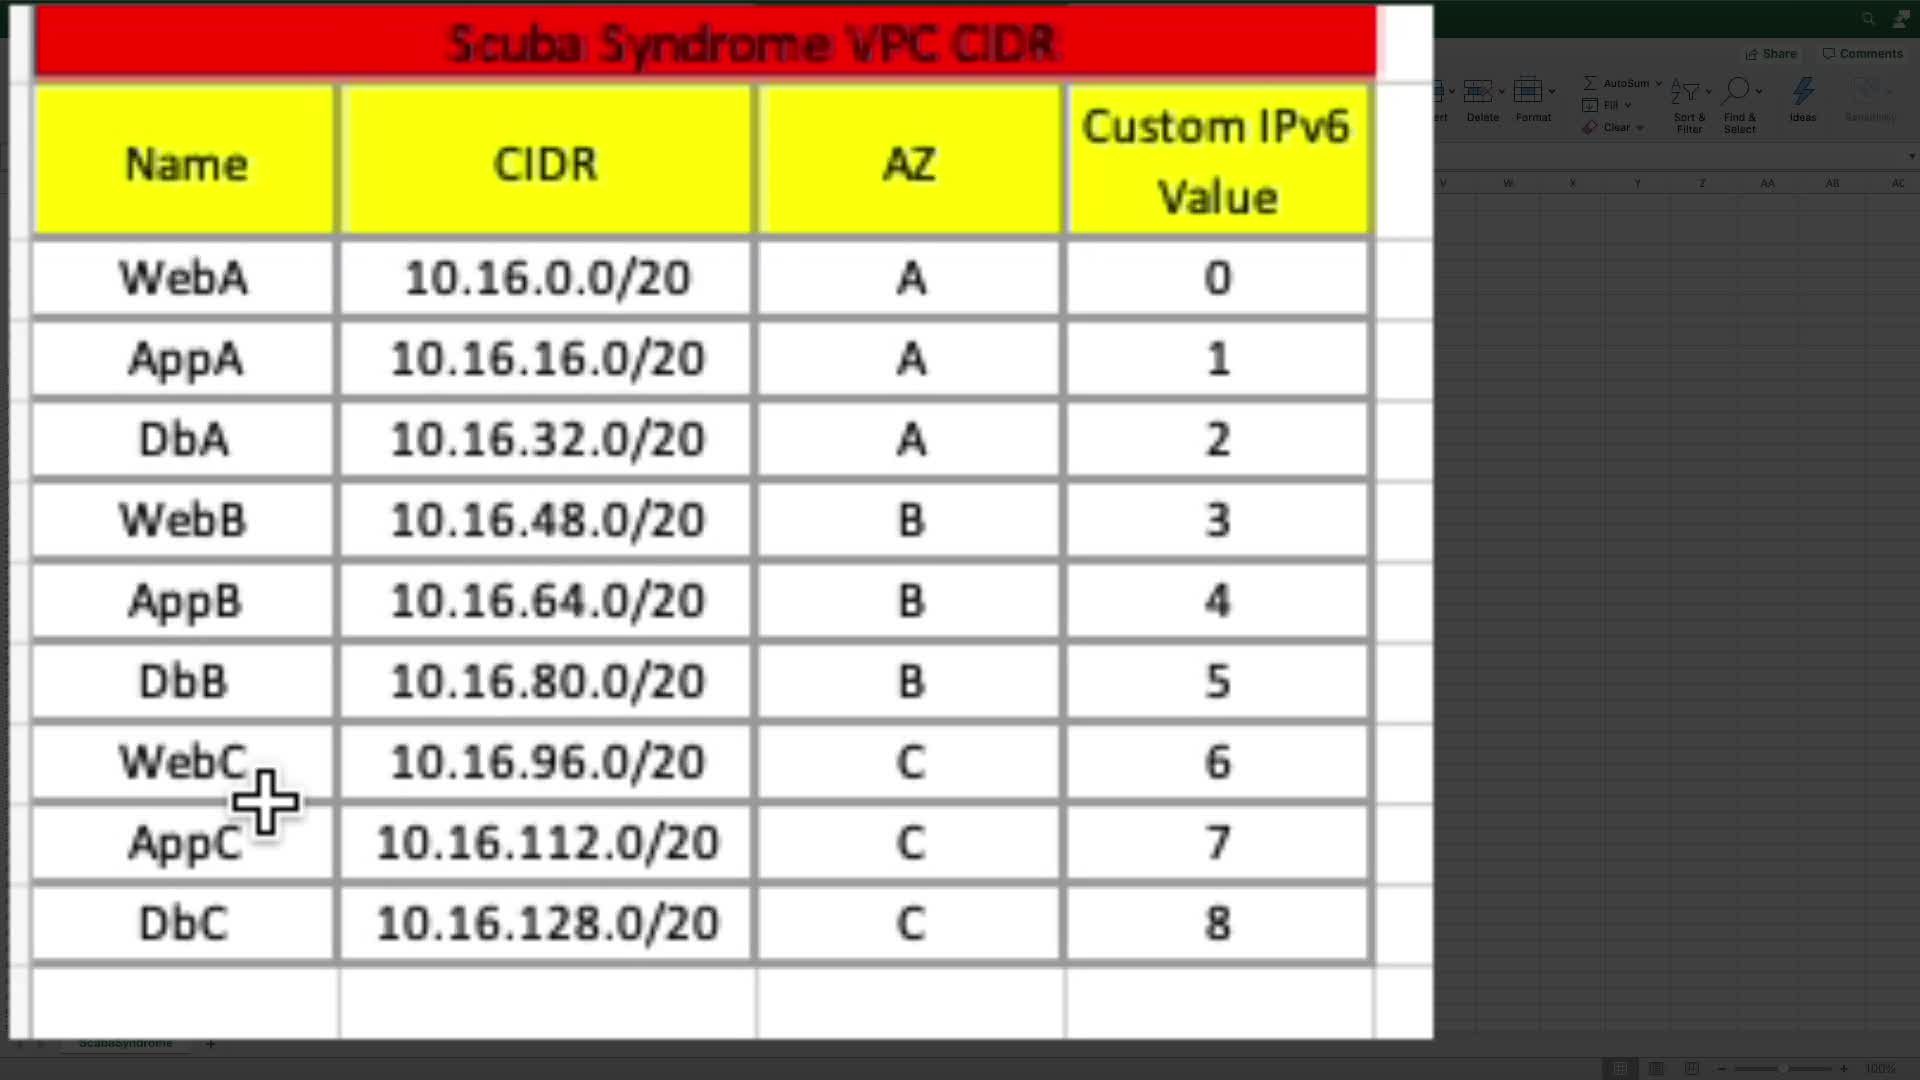 Scuba Syndrome VPC CIDR
Share Comments
AutoSum
Fill
Clear
Delete Format Sort & Filter Find & Select Ideas Sensitivity
V W X Y Z AA AB AC
Name CIDR AZ Custom IPv6 Value
WebA 10.16.0.0/20 A 0
AppA 10.16.16.0/20 A 1
DbA 10.16.32.0/20 A 2
WebB 10.16.48.0/20 B 3
AppB 10.16.64.0/20 B 4
DbB 10.16.80.0/20 B 5
WebC 10.16.96.0/20 C 6
AppC 10.16.112.0/20 C 7
DbC 10.16.128.0/20 C 8
ScabaSyndrome
100%